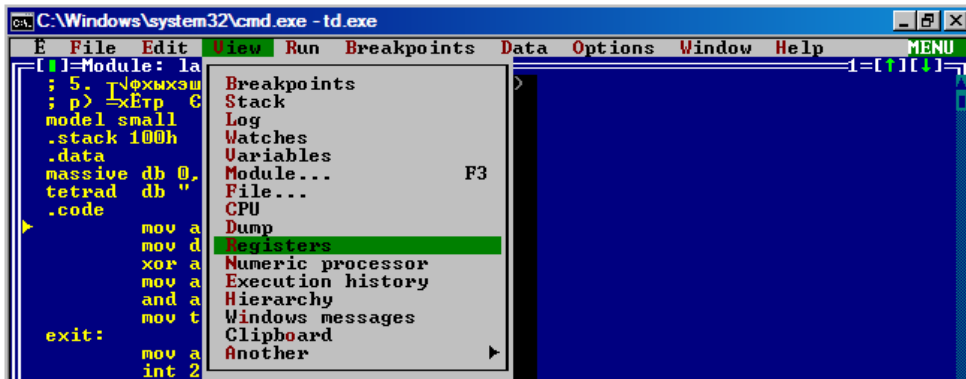 C:\Windows\system32\cmd.exe - td.exe
Ë File Edit View Run Breakpoints Data Options Window Help MENU
[▮]=Module: la 1=[↑][↓]
; 5.
; р)
model small
.stack 100h
.data
massive db 0,
tetrad db "
.code
mov a
mov d
xor a
mov a
and a
mov t
exit:
mov a
int 2
Breakpoints
Stack
Log
Watches
Variables
Module... F3
File...
CPU
Dump
Registers
Numeric processor
Execution history
Hierarchy
Windows messages
Clipboard
Another